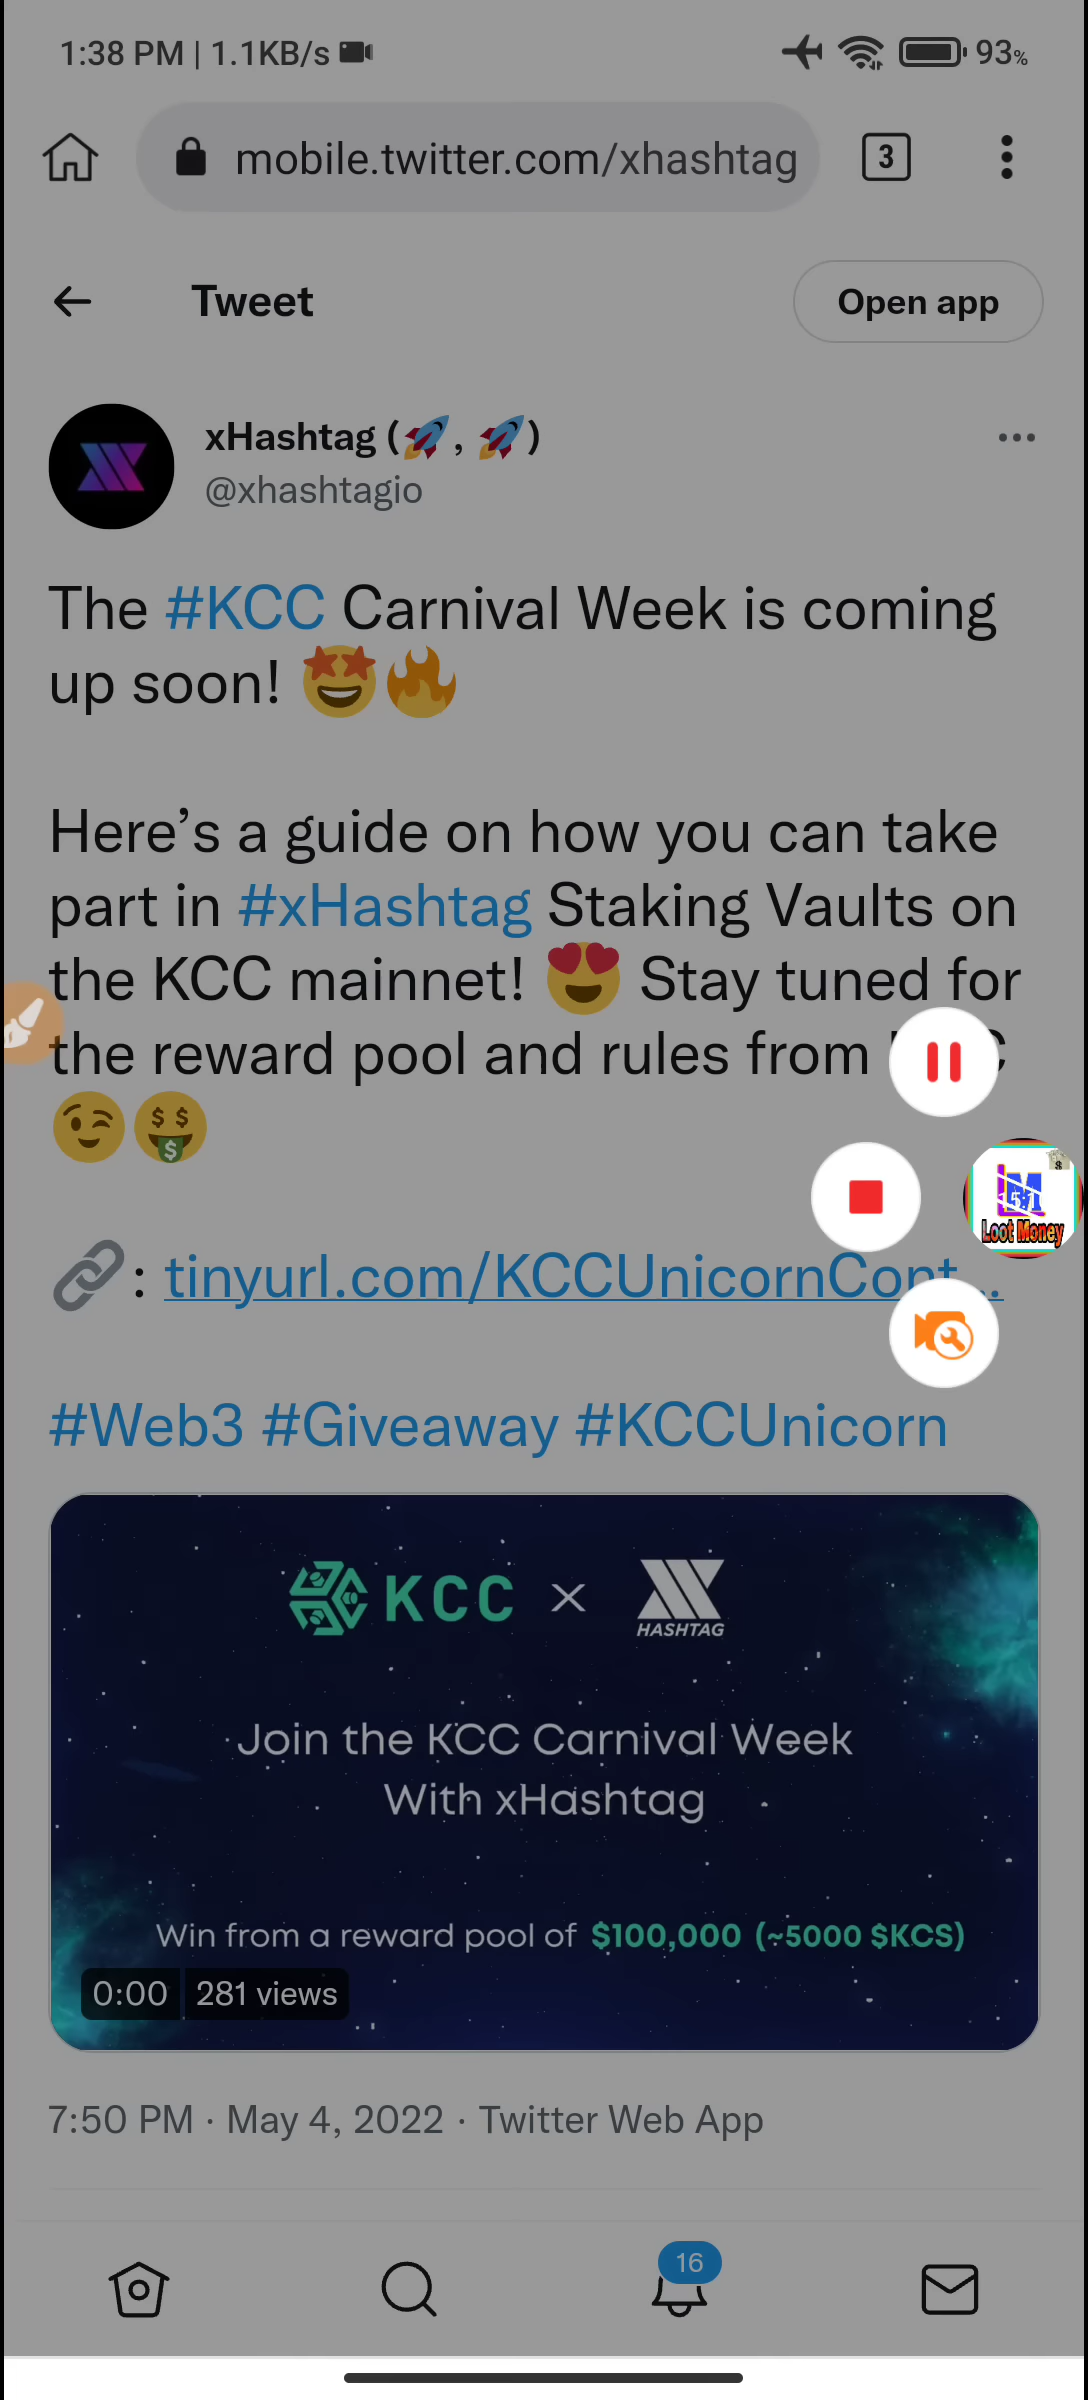 1:38 PM | 1.1KB/s 93%
mobile.twitter.com/xhashtag 3
Tweet Open app
xHashtag (🚀, 🚀)
@xhashtagio
The #KCC Carnival Week is coming
up soon! 🤩🔥
Here’s a guide on how you can take
part in #xHashtag Staking Vaults on
the KCC mainnet! 😍 Stay tuned for
the reward pool and rules from
😉🤑
Loot Money
🔗: tinyurl.com/KCCUnicornCont…
#Web3 #Giveaway #KCCUnicorn
KCC X HASHTAG
Join the KCC Carnival Week
With xHashtag
Win from a reward pool of $100,000 (~5000 $KCS)
0:00 281 views
7:50 PM · May 4, 2022 · Twitter Web App
16